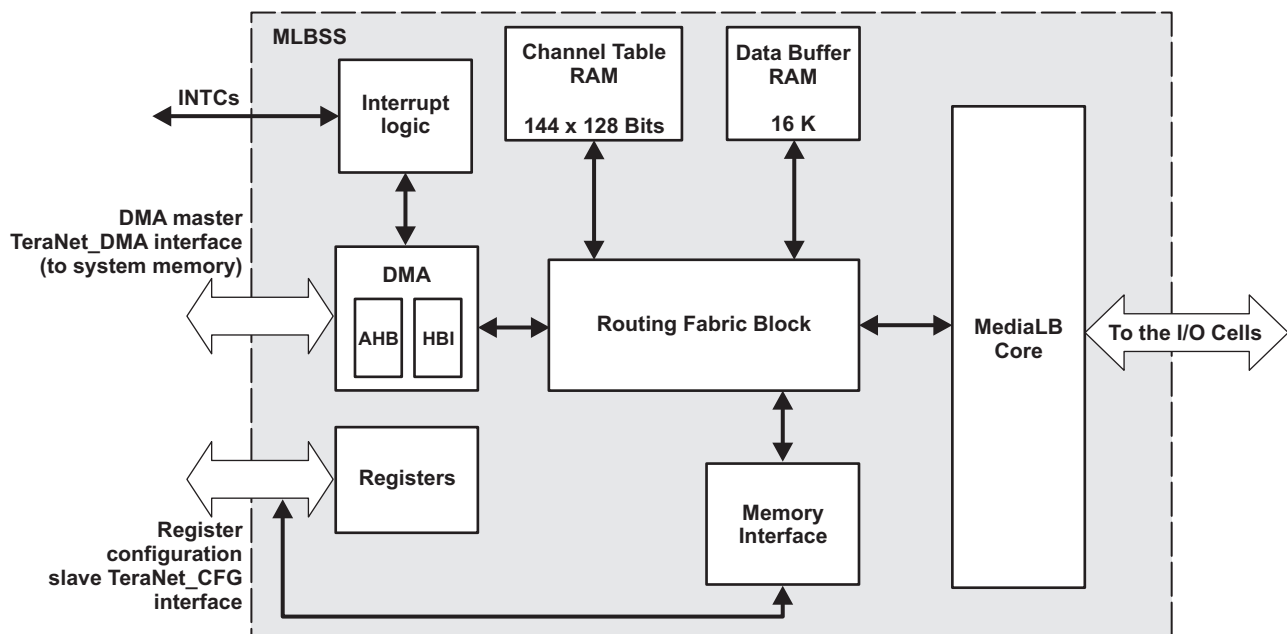 MLBSS
Channel Table
RAM
144 x 128 Bits
Data Buffer
RAM
16 K
INTCs
Interrupt
logic
DMA master
TeraNet_DMA interface
(to system memory)
DMA
AHB
HBI
Routing Fabric Block
MediaLB
Core
To the I/O Cells
Registers
Memory
Interface
Register
configuration
slave TeraNet_CFG
interface